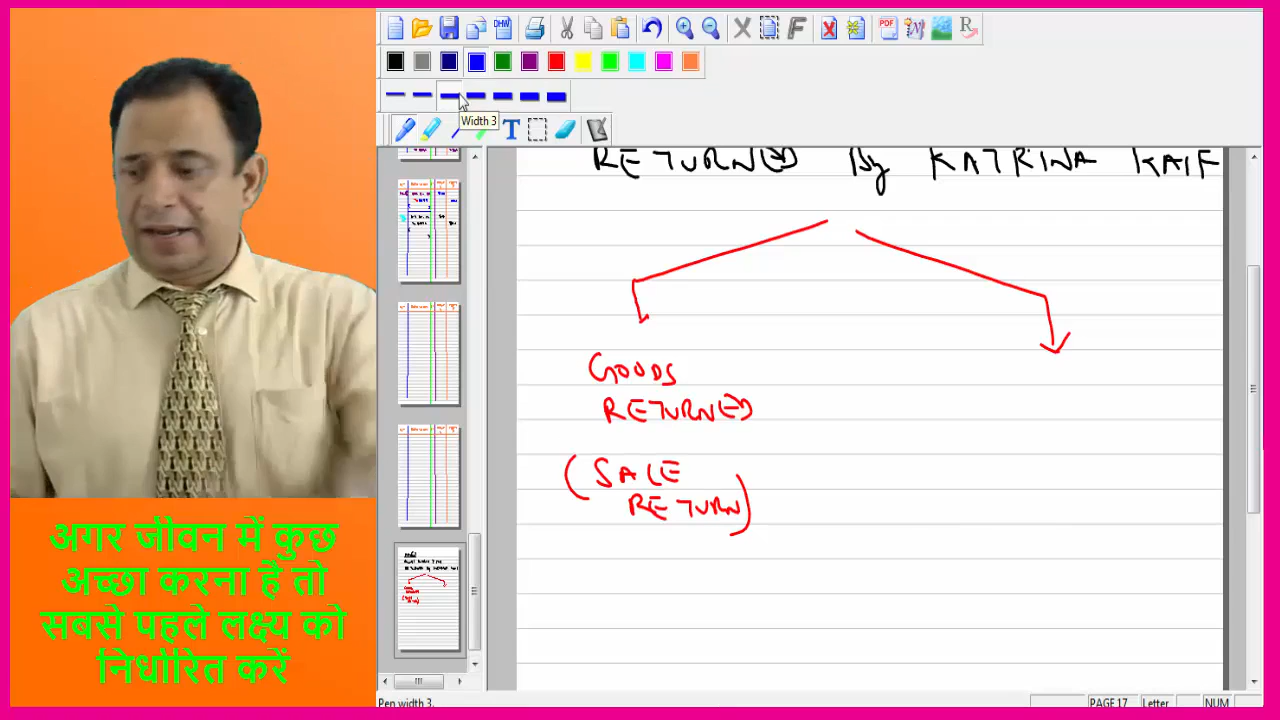 Width 3
RETURNED By KATRINA KAIF
GOODS
RETURNED
(SALE
RETURN)
अगर जीवन में कुछ
अच्छा करना है तो
सबसे पहले लक्ष्य को
निर्धारित करें
Pen width 3.
PAGE 17 Letter NUM